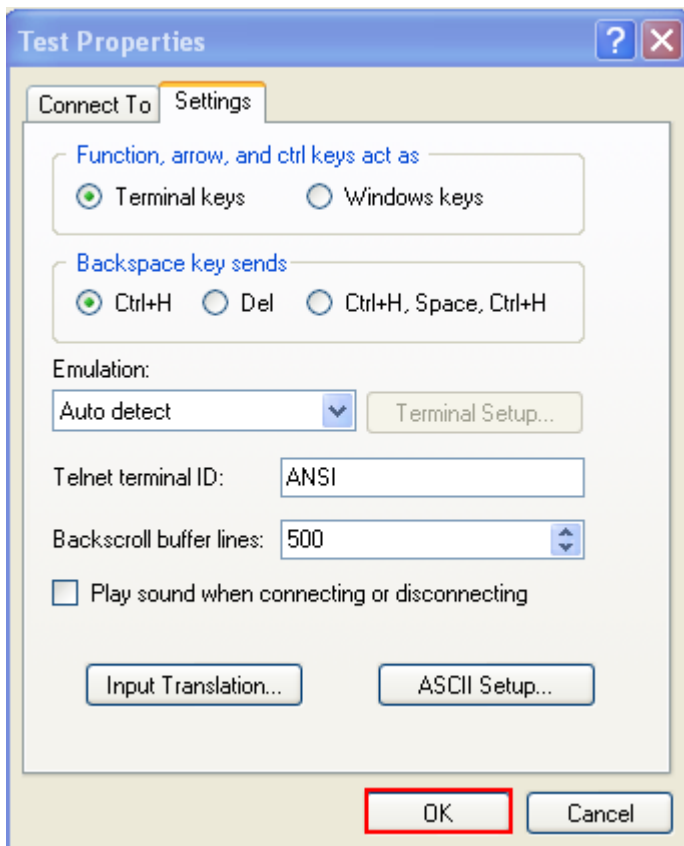 Test Properties
Connect To Settings
Function, arrow, and ctrl keys act as
Terminal keys Windows keys
Backspace key sends
Ctrl+H Del Ctrl+H, Space, Ctrl+H
Emulation:
Auto detect Terminal Setup...
Telnet terminal ID: ANSI
Backscroll buffer lines: 500
Play sound when connecting or disconnecting
Input Translation... ASCII Setup...
OK Cancel